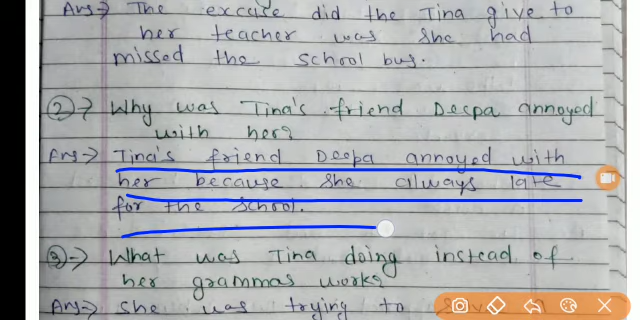 Ans→ The excuse did the Tina give to
her teacher was she had
missed the school bus.
②→ Why was Tina's friend Deepa annoyed
with her?
Ans→ Tina's friend Deepa annoyed with
her because she always late
for the school.
③→ What was Tina doing instead of
her grammas works?
Ans→ She was trying to